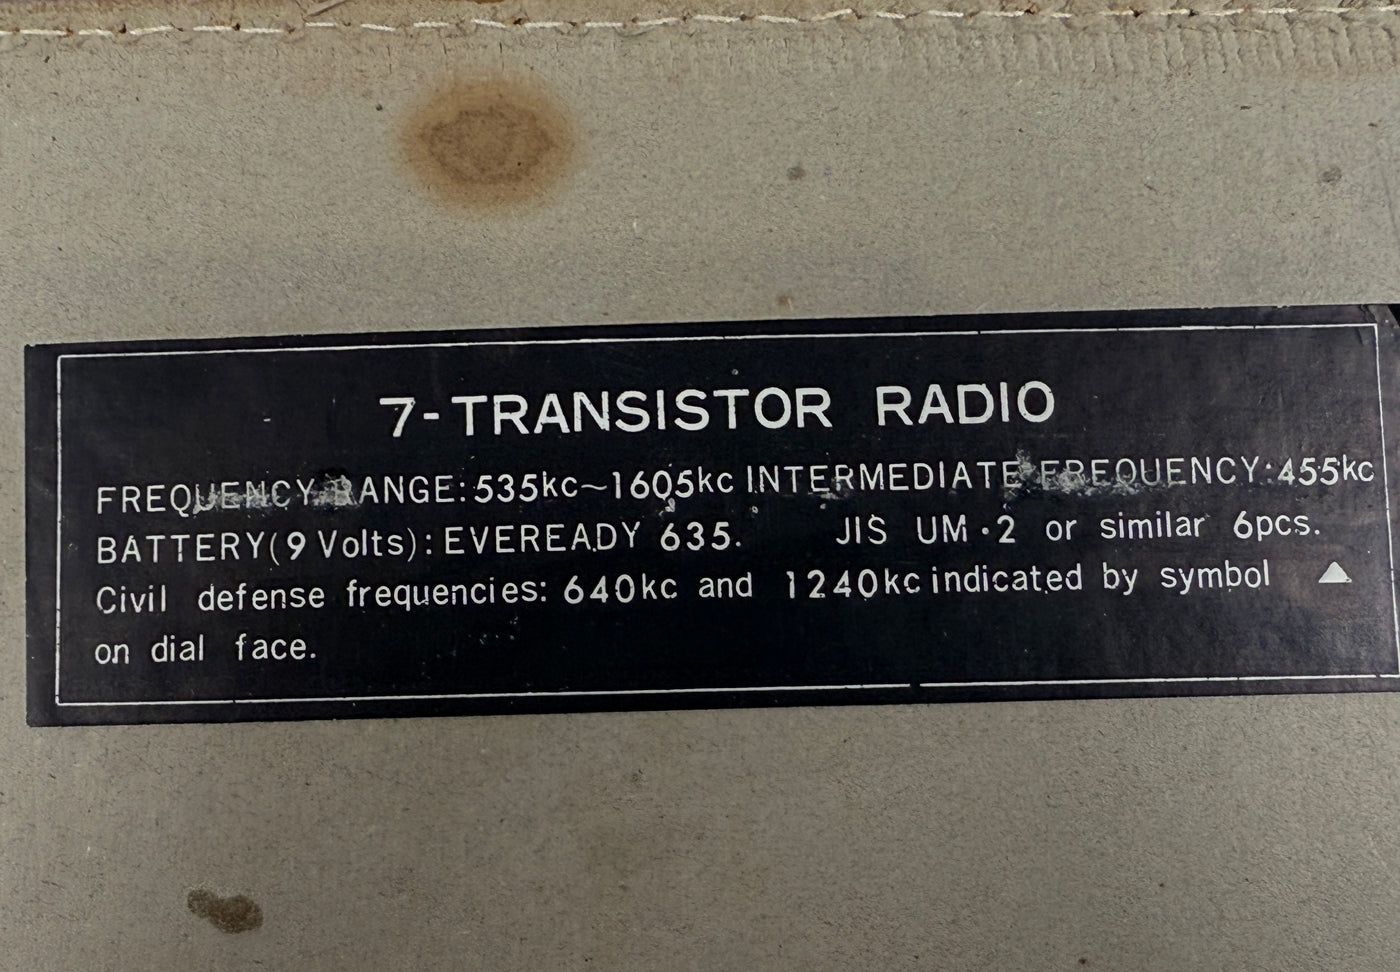 7-TRANSISTOR RADIO
FREQUENCY RANGE:535kc~1605kc INTERMEDIATE FREQUENCY:455kc
BATTERY(9 Volts):EVEREADY 635. JIS UM·2 or similar 6pcs.
Civil defense frequencies: 640kc and 1240kc indicated by symbol ▲
on dial face.